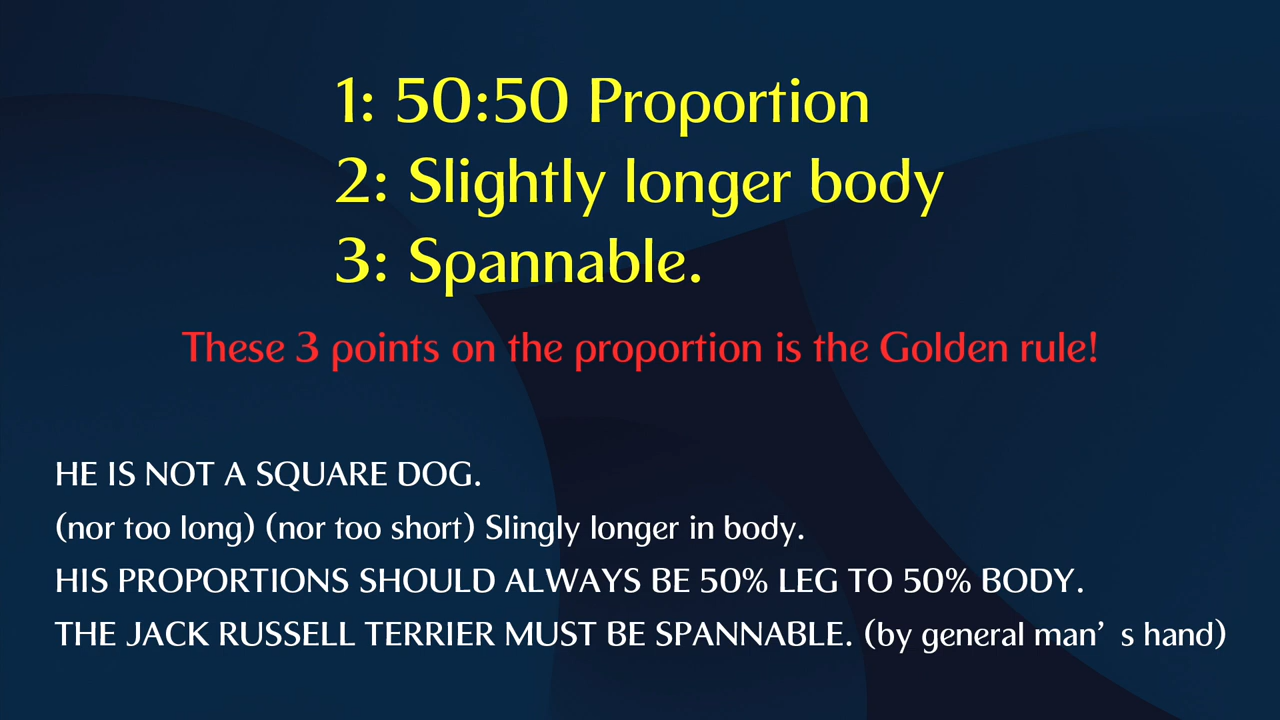 1: 50:50 Proportion
2: Slightly longer body
3: Spannable.
These 3 points on the proportion is the Golden rule!
HE IS NOT A SQUARE DOG.
(nor too long) (nor too short) Slingly longer in body.
HIS PROPORTIONS SHOULD ALWAYS BE 50% LEG TO 50% BODY.
THE JACK RUSSELL TERRIER MUST BE SPANNABLE. (by general man’s hand)